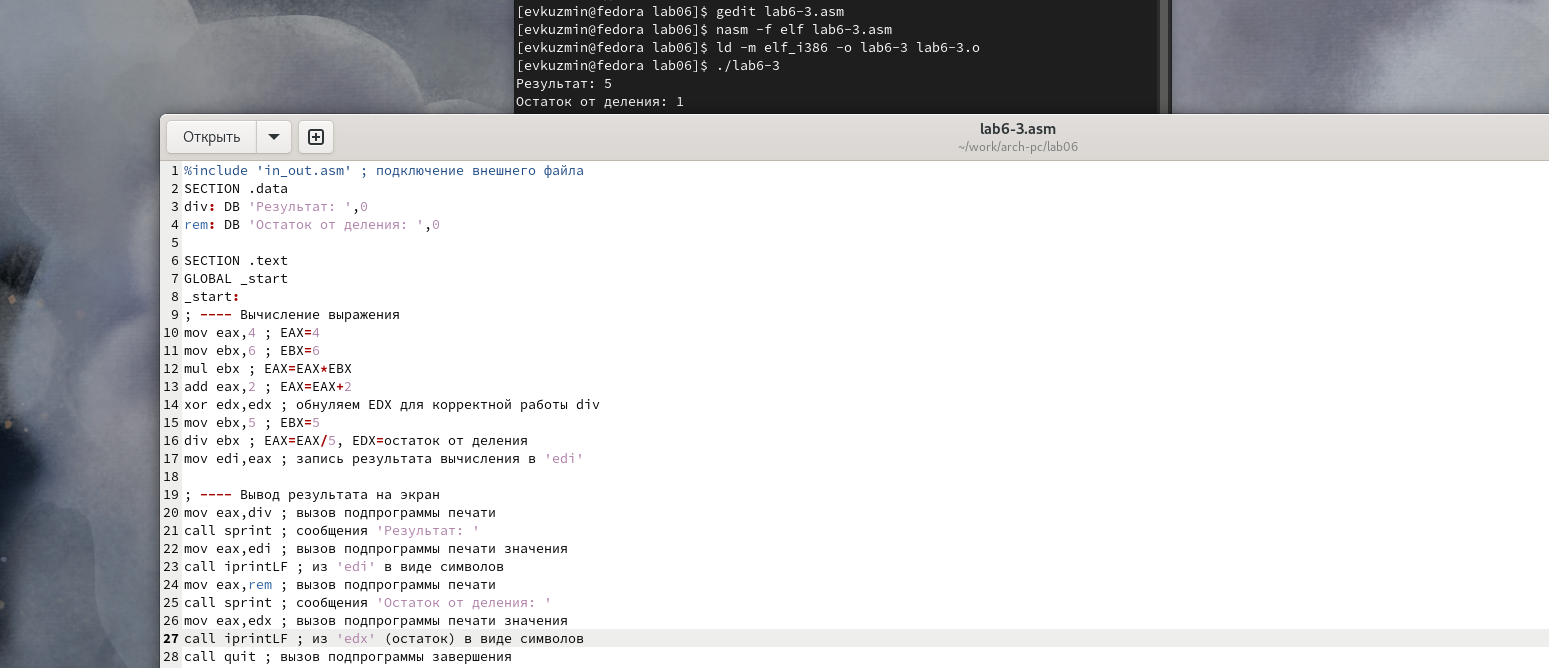 [evkuzmin@fedora lab06]$ gedit lab6-3.asm
[evkuzmin@fedora lab06]$ nasm -f elf lab6-3.asm
[evkuzmin@fedora lab06]$ ld -m elf_i386 -o lab6-3 lab6-3.o
[evkuzmin@fedora lab06]$ ./lab6-3
Результат: 5
Остаток от деления: 1
Открыть
lab6-3.asm
~/work/arch-pc/lab06
1 %include 'in_out.asm' ; подключение внешнего файла
2 SECTION .data
3 div: DB 'Результат: ',0
4 rem: DB 'Остаток от деления: ',0
5
6 SECTION .text
7 GLOBAL _start
8 _start:
9 ; ---- Вычисление выражения
10 mov eax,4 ; EAX=4
11 mov ebx,6 ; EBX=6
12 mul ebx ; EAX=EAX*EBX
13 add eax,2 ; EAX=EAX+2
14 xor edx,edx ; обнуляем EDX для корректной работы div
15 mov ebx,5 ; EBX=5
16 div ebx ; EAX=EAX/5, EDX=остаток от деления
17 mov edi,eax ; запись результата вычисления в 'edi'
18
19 ; ---- Вывод результата на экран
20 mov eax,div ; вызов подпрограммы печати
21 call sprint ; сообщения 'Результат: '
22 mov eax,edi ; вызов подпрограммы печати значения
23 call iprintLF ; из 'edi' в виде символов
24 mov eax,rem ; вызов подпрограммы печати
25 call sprint ; сообщения 'Остаток от деления: '
26 mov eax,edx ; вызов подпрограммы печати значения
27 call iprintLF ; из 'edx' (остаток) в виде символов
28 call quit ; вызов подпрограммы завершения